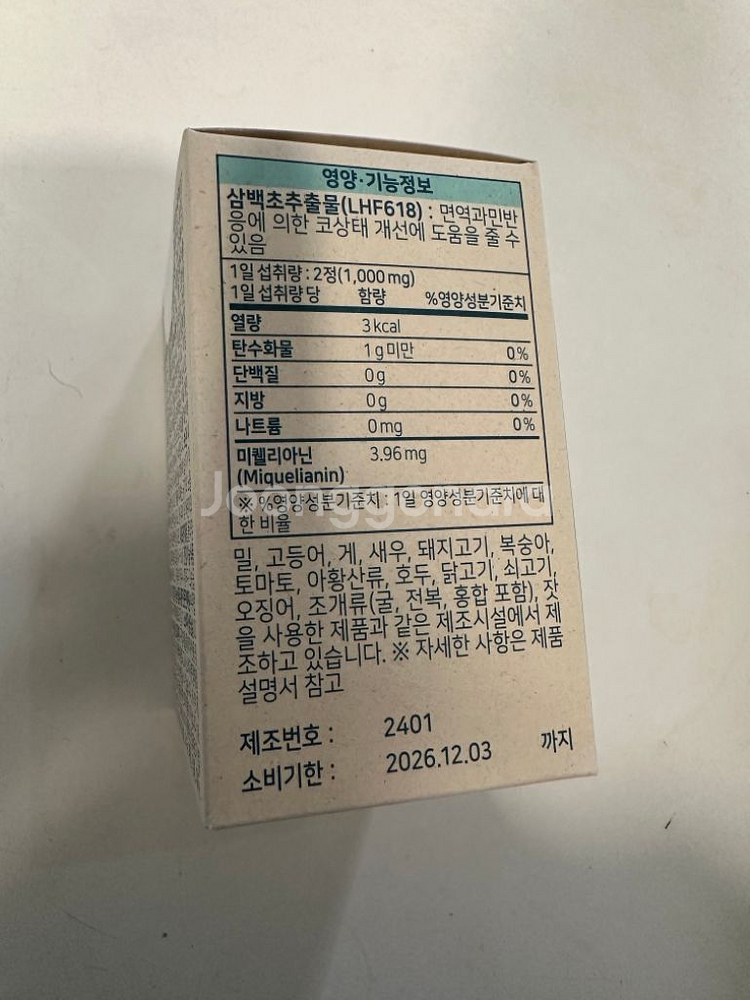 영양·기능정보
삼백초추출물(LHF618) : 면역과민반
응에 의한 코상태 개선에 도움을 줄 수
있음
1일 섭취량 : 2정(1,000 mg)
1일 섭취량당 함량 %영양성분기준치
열량 3 kcal
탄수화물 1 g 미만 0%
단백질 0 g 0%
지방 0 g 0%
나트륨 0 mg 0%
미퀠리아닌 3.96 mg
(Miquelianin)
Joonggonara
※ %영양성분기준치 : 1일 영양성분기준치에 대
한 비율
밀, 고등어, 게, 새우, 돼지고기, 복숭아,
토마토, 아황산류, 호두, 닭고기, 쇠고기,
오징어, 조개류(굴, 전복, 홍합 포함), 잣
을 사용한 제품과 같은 제조시설에서 제
조하고 있습니다. ※ 자세한 사항은 제품
설명서 참고
제조번호 : 2401
소비기한 : 2026.12.03 까지